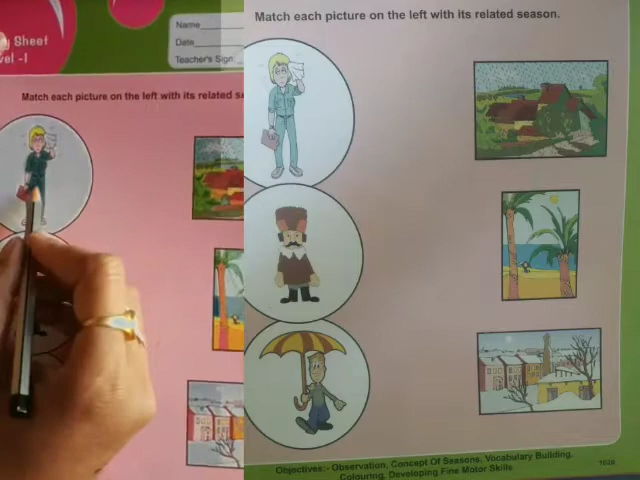 y Sheet
vel -I
Name
Date
Teacher's Sign:
Match each picture on the left with its related se
Match each picture on the left with its related season.
Objectives:- Observation, Concept Of Seasons, Vocabulary Building,
Colouring, Developing Fine Motor Skills